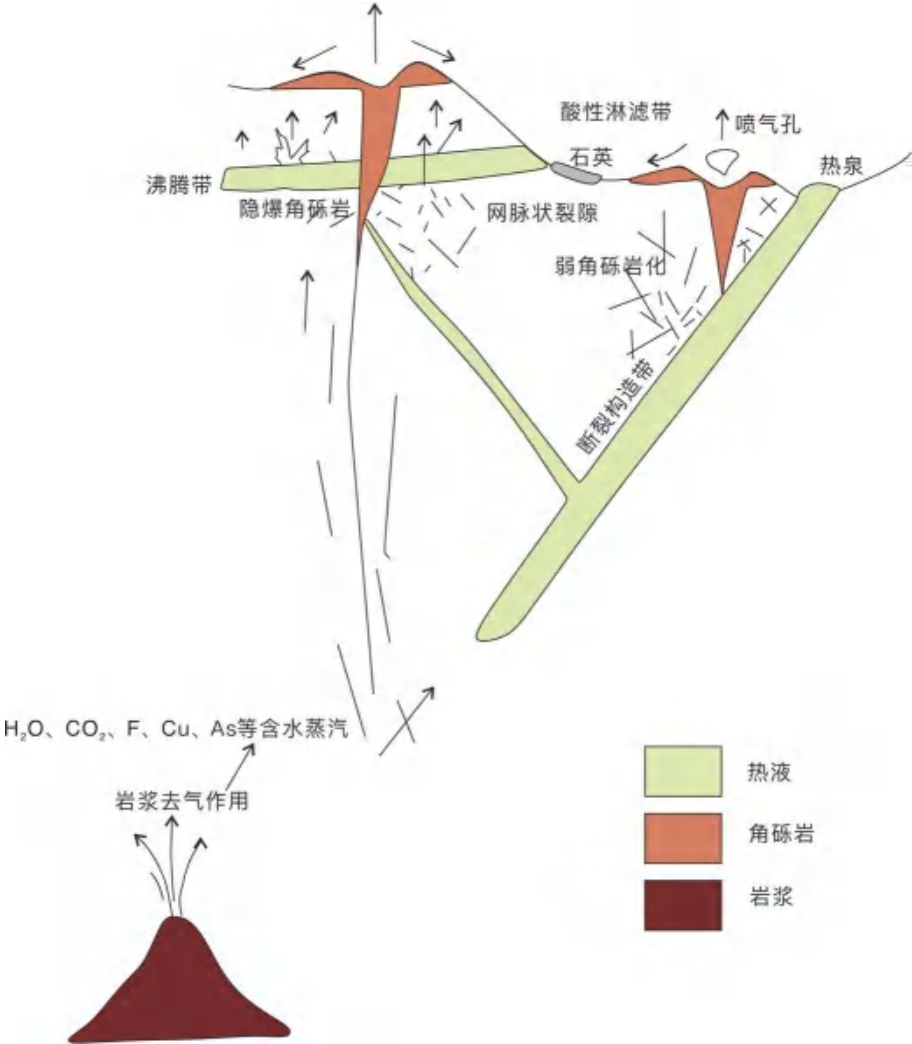 酸性淋滤带
喷气孔
石英
热泉
沸腾带
隐爆角砾岩
网脉状裂隙
弱角砾岩化
断裂构造带
H₂O、CO₂、F、Cu、As等含水蒸汽
岩浆去气作用
热液
角砾岩
岩浆